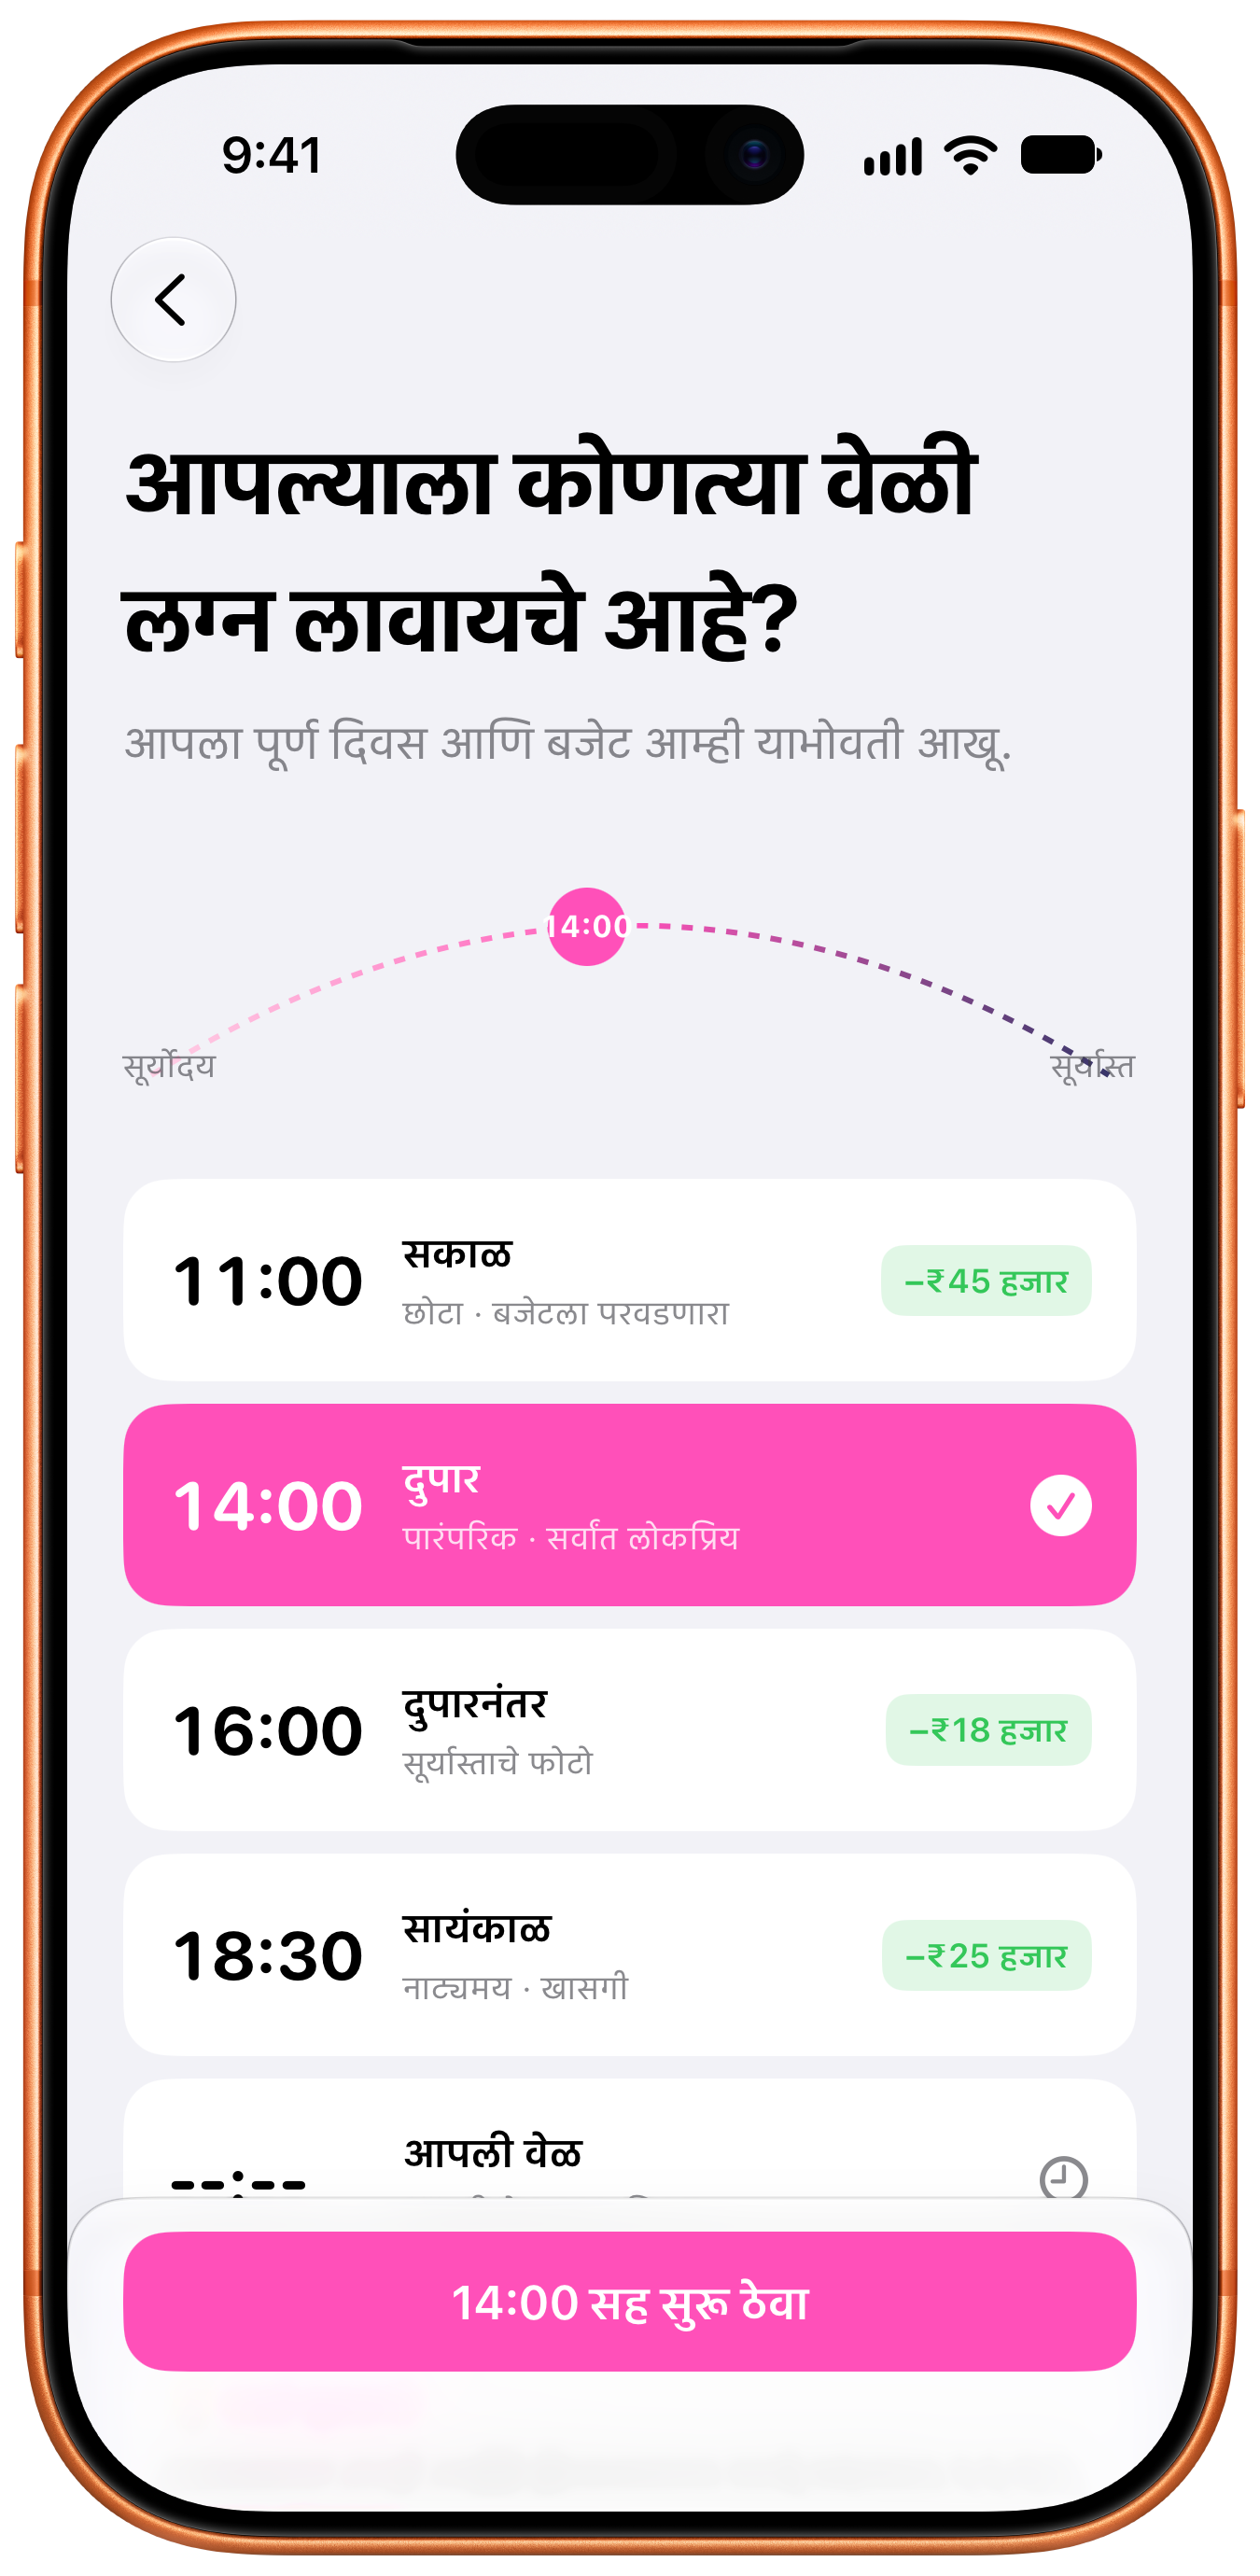 9:41
आपल्याला कोणत्या वेळी
लग्न लावायचे आहे?
आपला पूर्ण दिवस आणि बजेट आम्ही याभोवती आखू.
14:00
सूर्योदय
सूर्यास्त
11:00
सकाळ
छोटा · बजेटला परवडणारा
−₹45 हजार
14:00
दुपार
पारंपरिक · सर्वांत लोकप्रिय
16:00
दुपारनंतर
सूर्यास्ताचे फोटो
−₹18 हजार
18:30
सायंकाळ
नाट्यमय · खासगी
−₹25 हजार
--:--
आपली वेळ
14:00 सह सुरू ठेवा